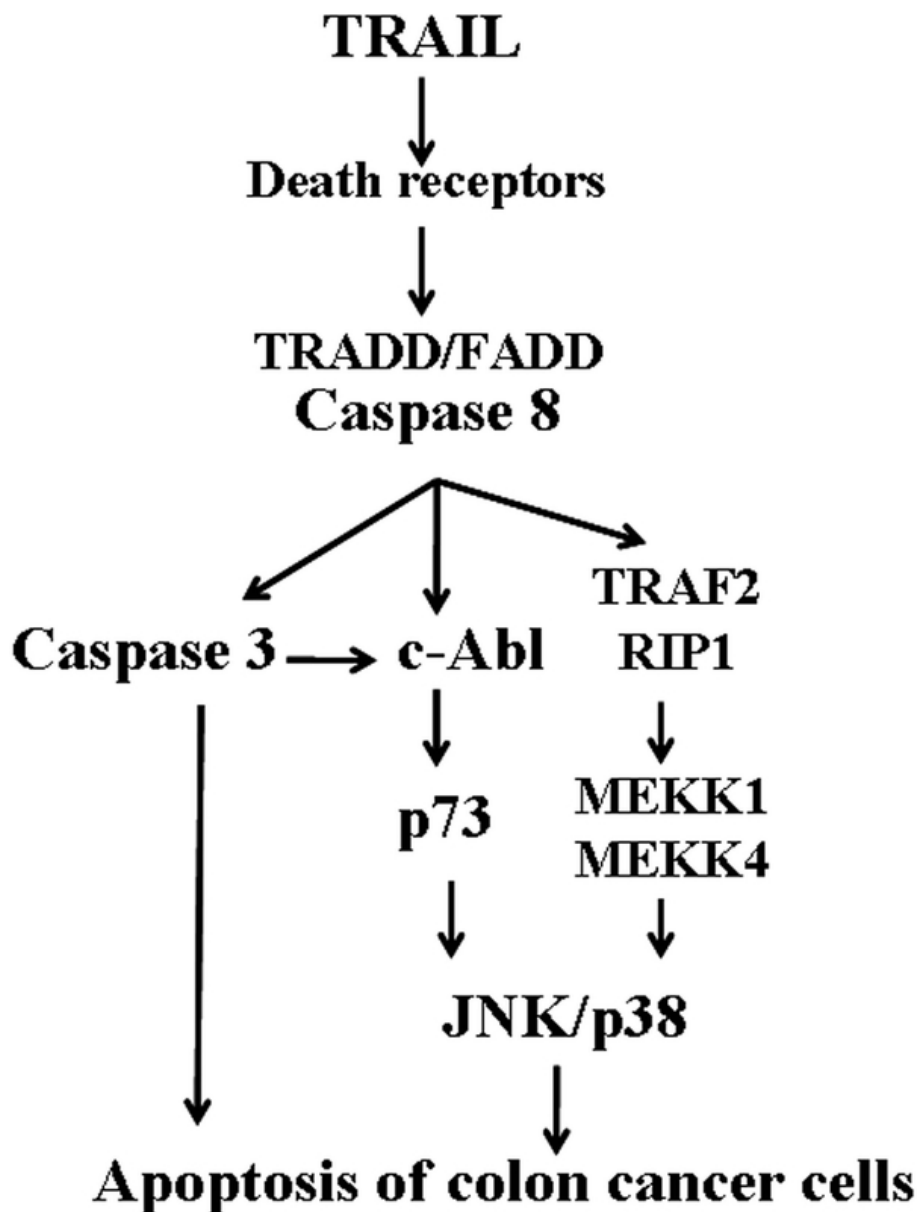 TRAIL
Death receptors
TRADD/FADD
Caspase 8
TRAF2
Caspase 3
c-Abl
RIP1
p73
MEKK1
MEKK4
JNK/p38
Apoptosis of colon cancer cells